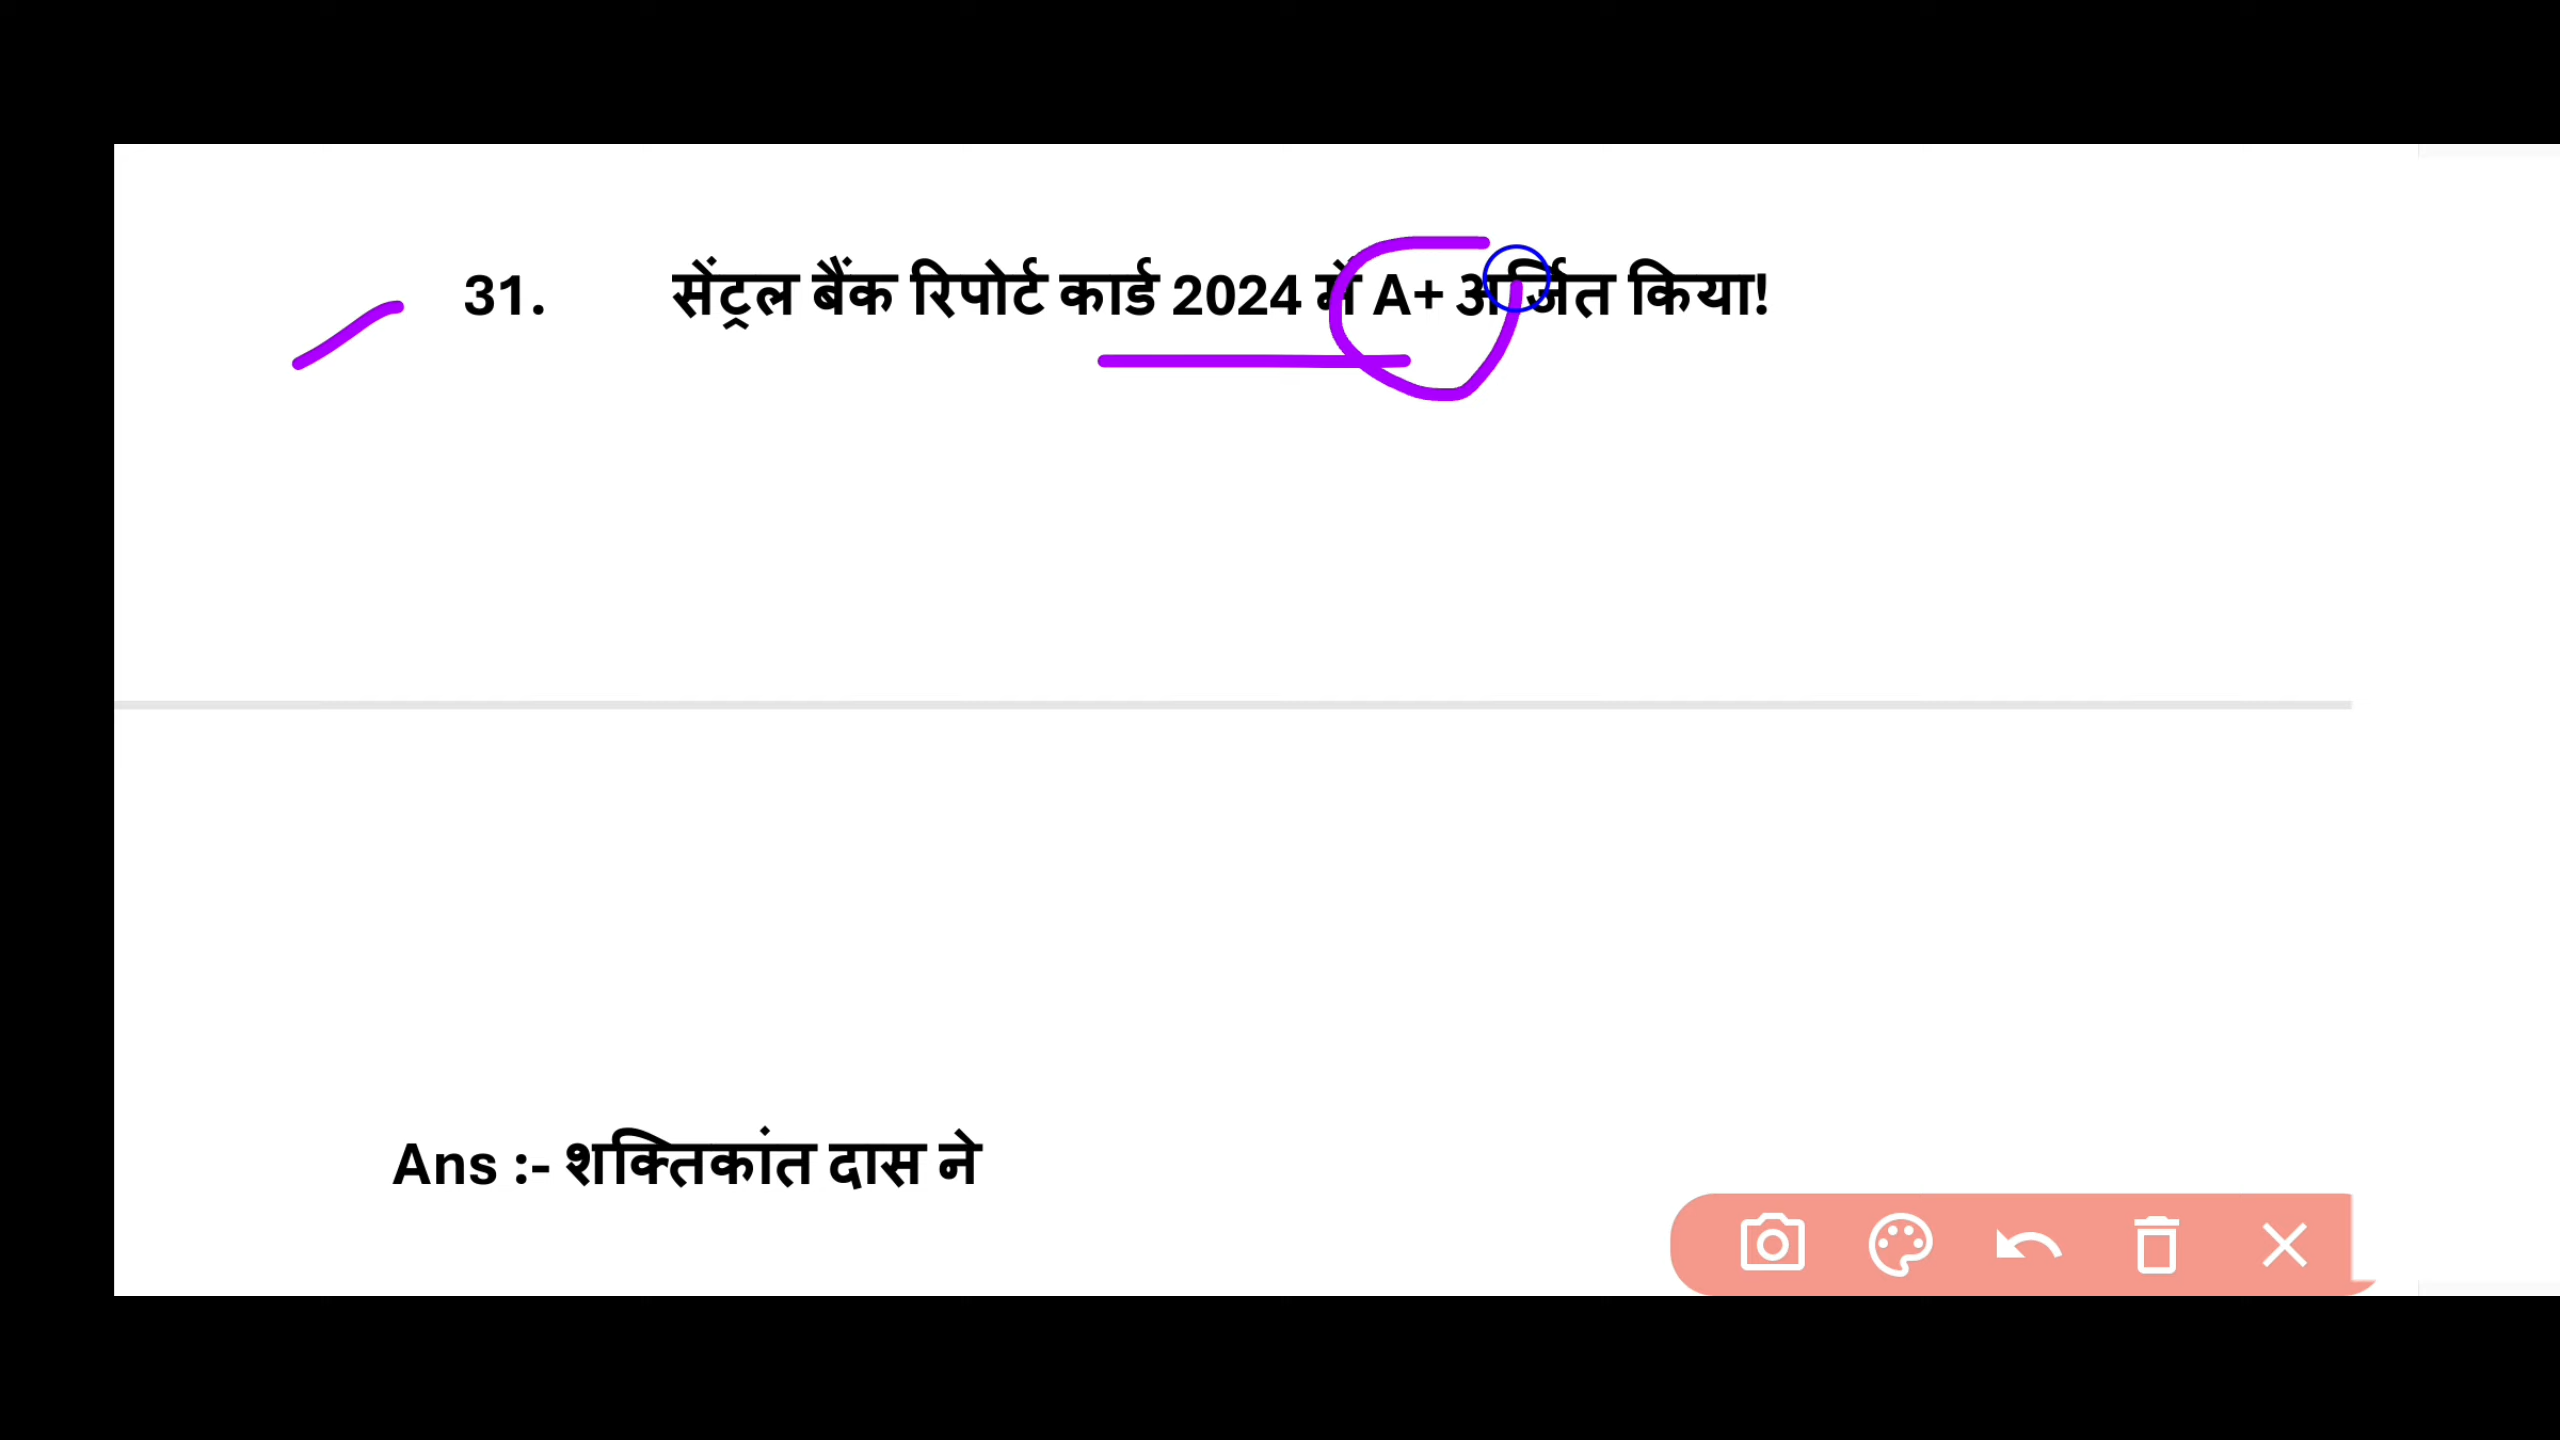 31. सेंट्रल बैंक रिपोर्ट कार्ड 2024 में A+ अर्जित किया!
Ans :- शक्तिकांत दास ने